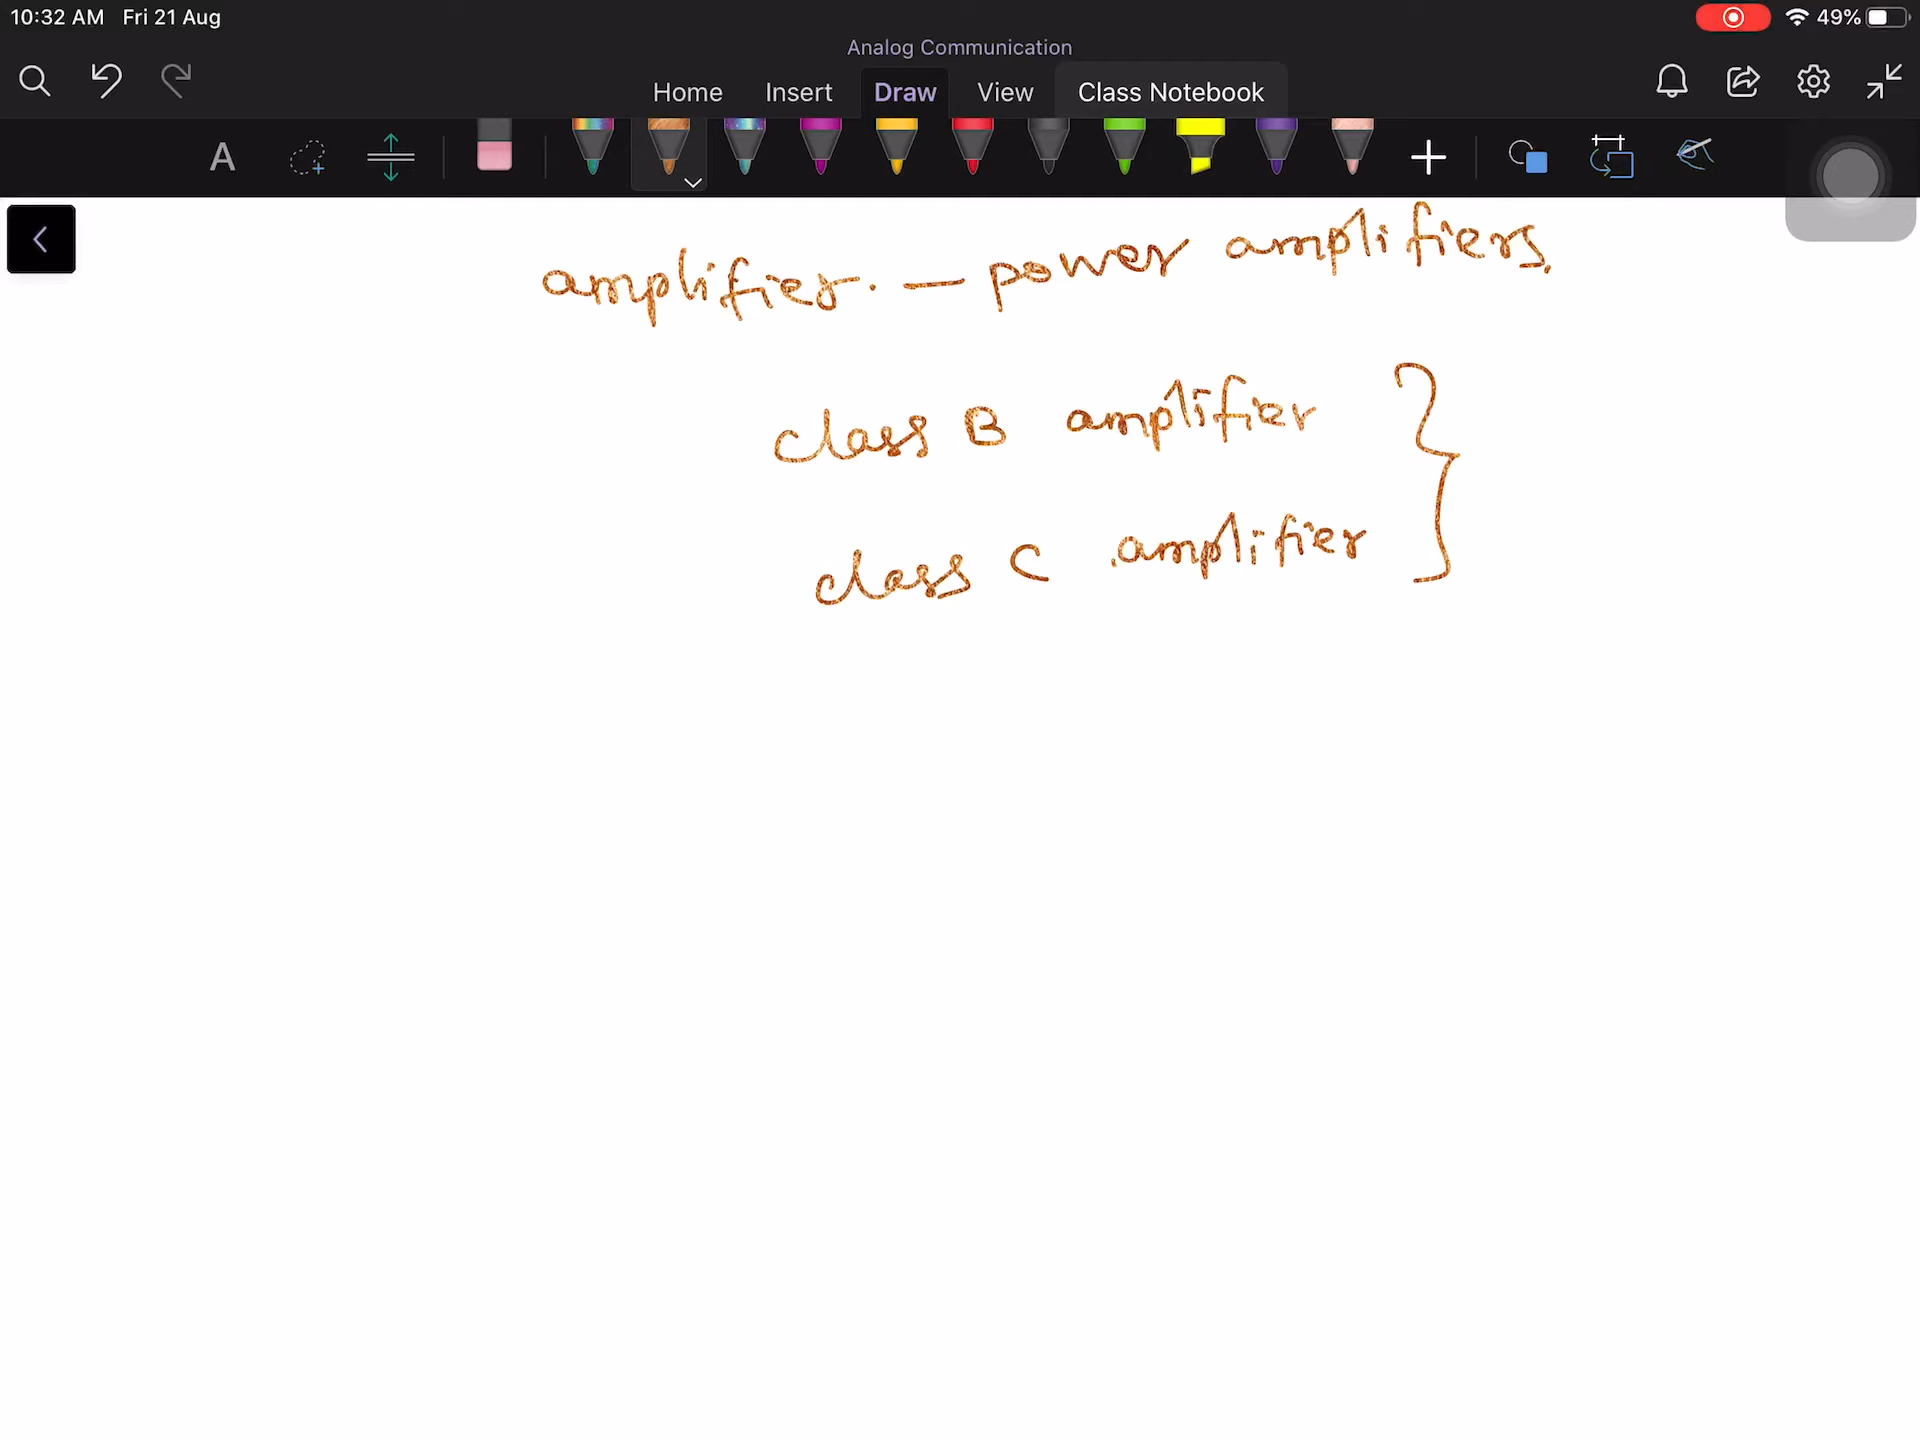 10:32 AM Fri 21 Aug
49%
Analog Communication
Home Insert Draw View Class Notebook
A
amplifier. — power amplifiers.
class B amplifier
class C amplifier